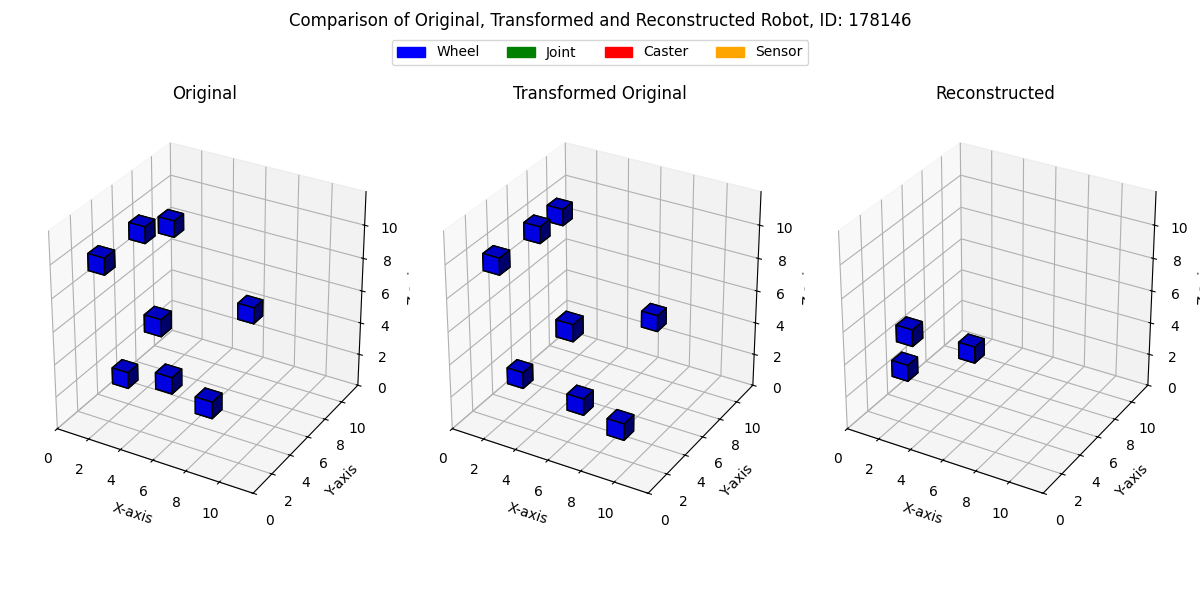 Comparison of Original, Transformed and Reconstructed Robot, ID: 178146
Wheel Joint Caster Sensor
Original
Transformed Original
Reconstructed
0 2 4 6 8 10
X-axis
0 2 4 6 8 10
Y-axis
0 2 4 6 8 10
0 2 4 6 8 10
X-axis
0 2 4 6 8 10
Y-axis
0 2 4 6 8 10
0 2 4 6 8 10
X-axis
0 2 4 6 8 10
Y-axis
0 2 4 6 8 10